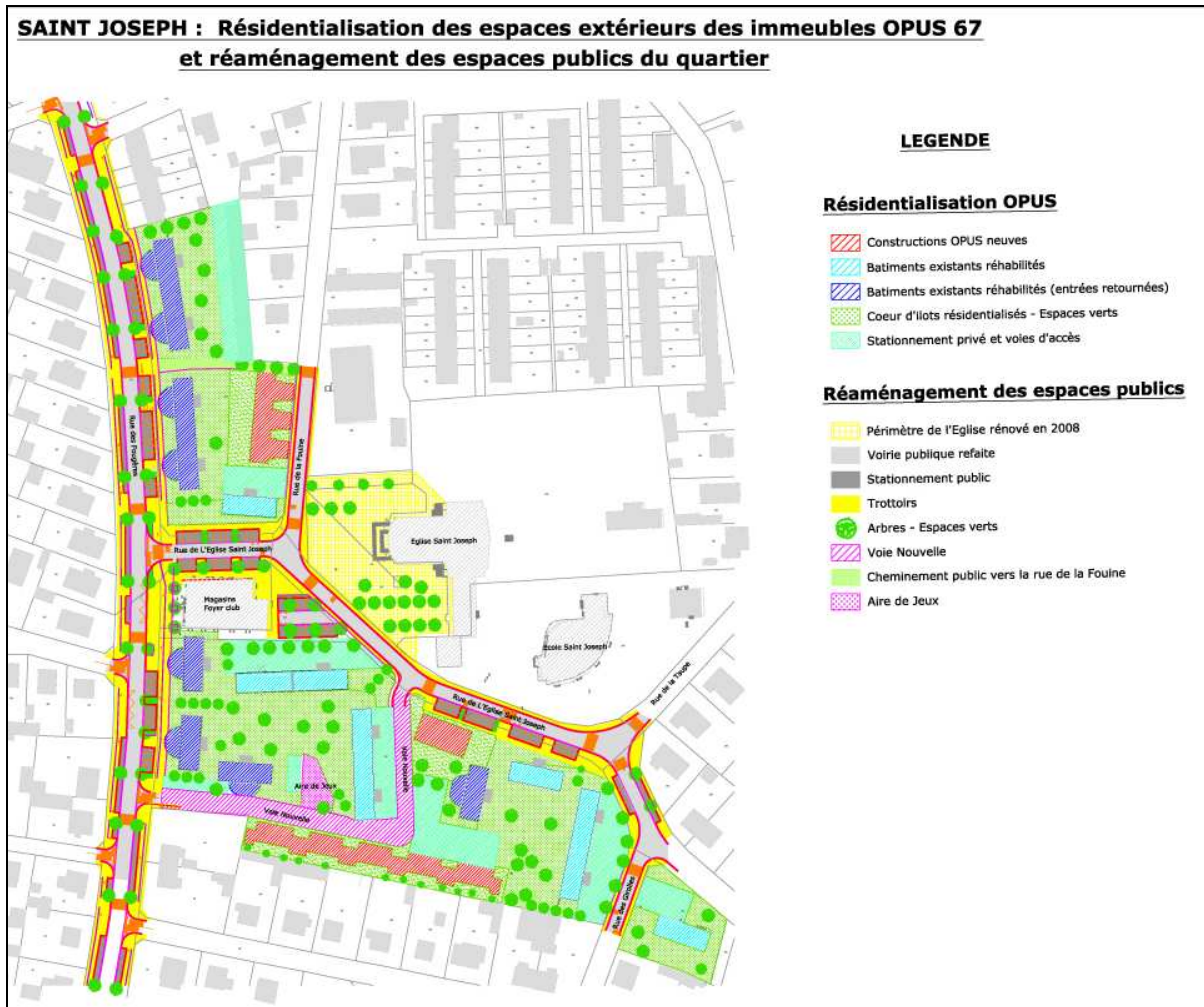 SAINT JOSEPH : Résidentialisation des espaces extérieurs des immeubles OPUS 67
et réaménagement des espaces publics du quartier
LEGENDE
Résidentialisation OPUS
Constructions OPUS neuves
Batiments existants réhabilités
Batiments existants réhabilités (entrées retournées)
Coeur d'ilots résidentialisés - Espaces verts
Stationnement privé et voies d'accès
Réaménagement des espaces publics
Périmètre de l'Eglise rénové en 2008
Voirie publique refaite
Stationnement public
Trottoirs
Arbres - Espaces verts
Voie Nouvelle
Cheminement public vers la rue de la Fouine
Aire de Jeux
Rue des Fougères
Rue de la Fouine
Rue de L'Eglise Saint Joseph
Eglise Saint Joseph
Magasins
Foyer club
Ecole Saint Joseph
Rue de la Taupe
Rue de L'Eglise Saint Joseph
Voie Nouvelle
Aire de Jeux
Voie Nouvelle
Rue des Girolles